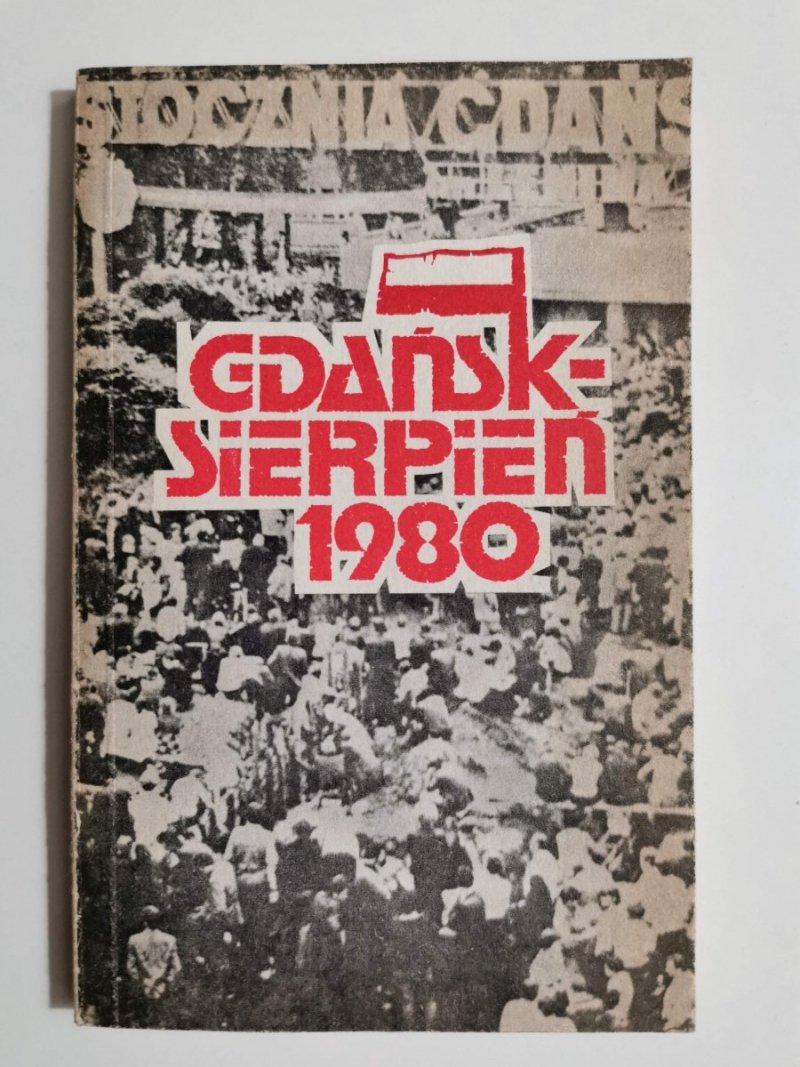 STOCZNIA GDAŃS
GDAŃSK-
SIERPIEŃ
1980